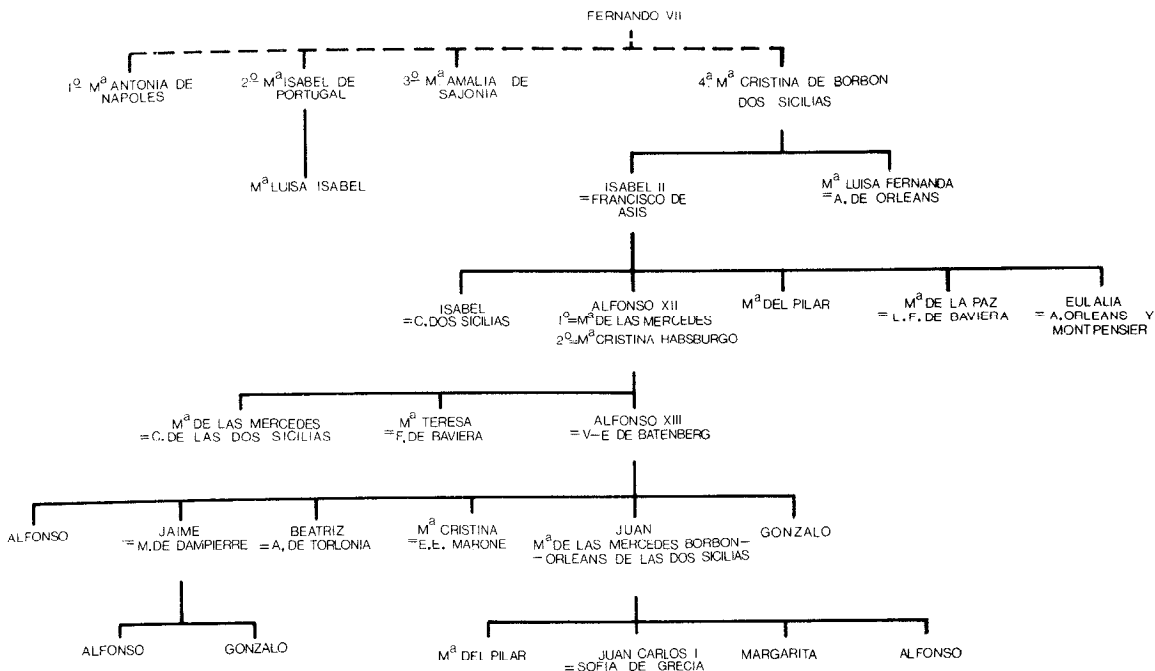 FERNANDO VII
1º Mª ANTONIA DE
NAPOLES
2º Mª ISABEL DE
PORTUGAL
3º Mª AMALIA DE
SAJONIA
4ª Mª CRISTINA DE BORBON
DOS SICILIAS
Mª LUISA ISABEL
ISABEL II
=FRANCISCO DE
ASIS
Mª LUISA FERNANDA
=A. DE ORLEANS
ISABEL
=C. DOS SICILIAS
ALFONSO XII
1º=Mª DE LAS MERCEDES
2º=Mª CRISTINA HABSBURGO
Mª DEL PILAR
Mª DE LA PAZ
=L.F. DE BAVIERA
EULALIA
=A. ORLEANS Y
MONTPENSIER
Mª DE LAS MERCEDES
=C. DE LAS DOS SICILIAS
Mª TERESA
=F. DE BAVIERA
ALFONSO XIII
=V-E DE BATENBERG
ALFONSO
JAIME
=M. DE DAMPIERRE
BEATRIZ
=A. DE TORLONIA
Mª CRISTINA
=E.E. MARONE
JUAN
Mª DE LAS MERCEDES BORBON-
-ORLEANS DE LAS DOS SICILIAS
GONZALO
ALFONSO
GONZALO
Mª DEL PILAR
JUAN CARLOS I
=SOFIA DE GRECIA
MARGARITA
ALFONSO